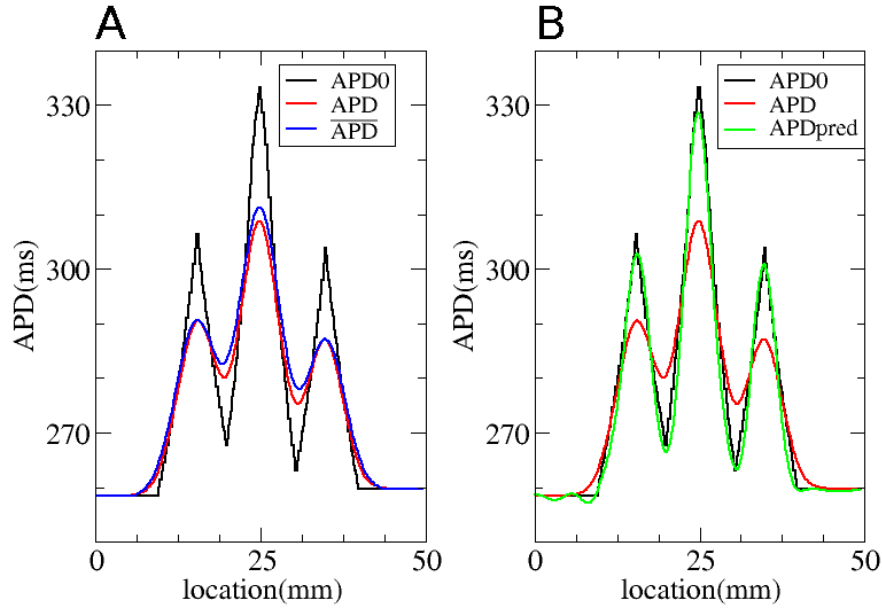 A
APD0
APD
A̅P̅D̅
330
300
270
APD(ms)
0
25
50
location(mm)
B
APD0
APD
APDpred
330
300
270
APD(ms)
0
25
50
location(mm)